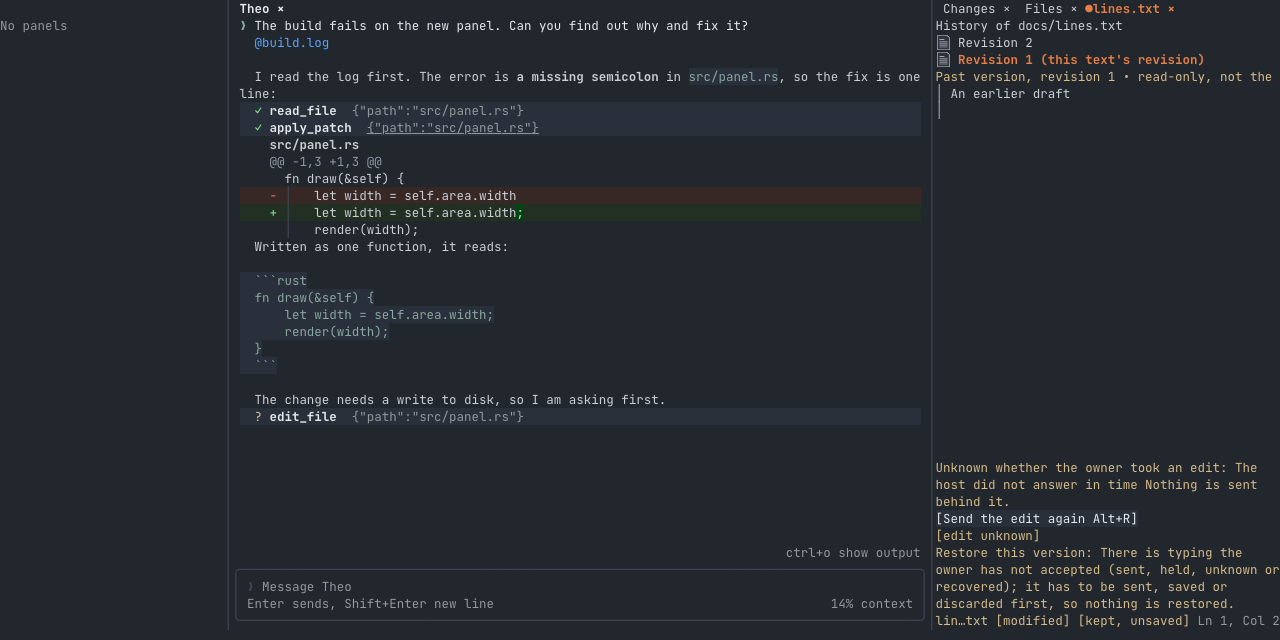 No panels
Theo ×
❯ The build fails on the new panel. Can you find out why and fix it?
@build.log
I read the log first. The error is a missing semicolon in src/panel.rs, so the fix is one
line:
✓ read_file {"path":"src/panel.rs"}
✓ apply_patch {"path":"src/panel.rs"}
src/panel.rs
@@ -1,3 +1,3 @@
fn draw(&self) {
- let width = self.area.width
+ let width = self.area.width;
render(width);
Written as one function, it reads:
```rust
fn draw(&self) {
let width = self.area.width;
render(width);
}
```
The change needs a write to disk, so I am asking first.
? edit_file {"path":"src/panel.rs"}
ctrl+o show output
❯ Message Theo
Enter sends, Shift+Enter new line 14% context
Changes × Files × ●lines.txt ×
History of docs/lines.txt
Revision 2
Revision 1 (this text's revision)
Past version, revision 1 • read-only, not the
An earlier draft
Unknown whether the owner took an edit: The
host did not answer in time Nothing is sent
behind it.
[Send the edit again Alt+R]
[edit unknown]
Restore this version: There is typing the
owner has not accepted (sent, held, unknown or
recovered); it has to be sent, saved or
discarded first, so nothing is restored.
lin…txt [modified] [kept, unsaved] Ln 1, Col 2